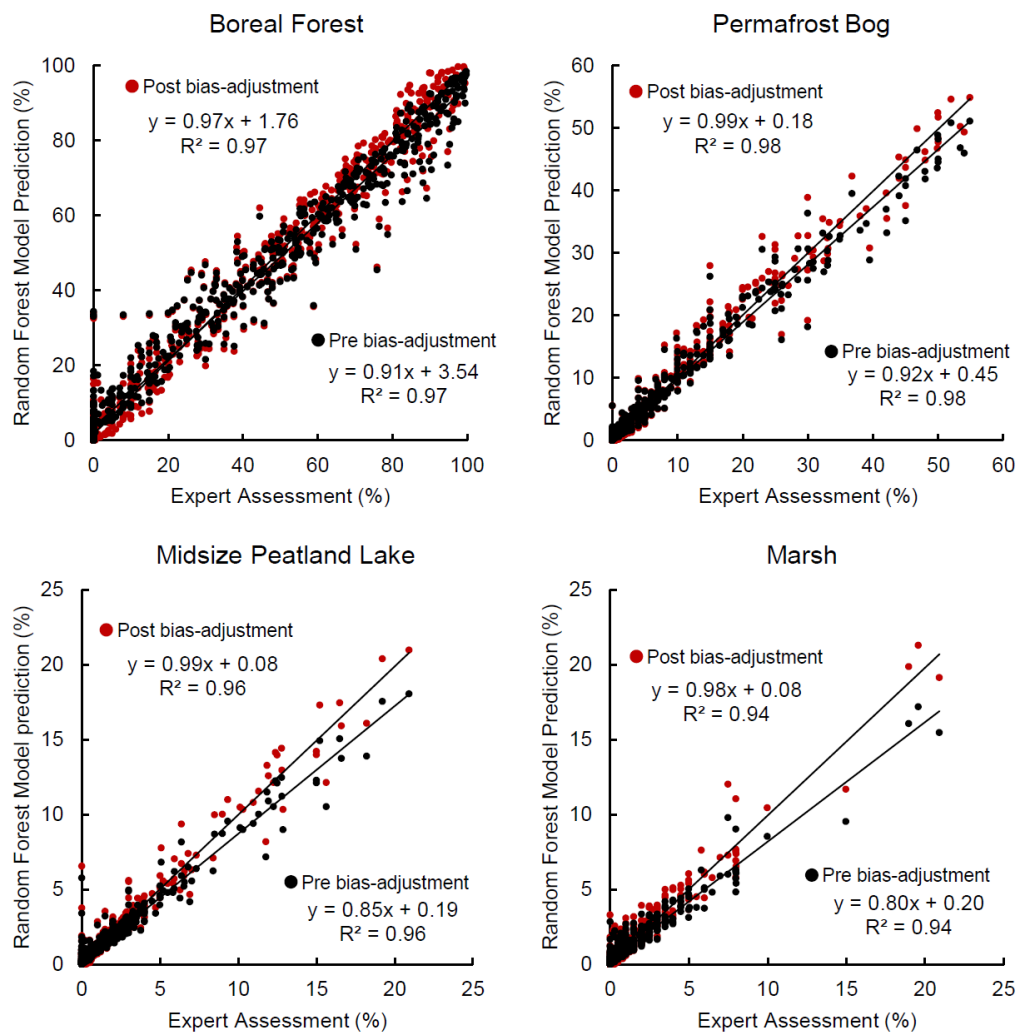 Boreal Forest
Random Forest Model Prediction (%)
100
80
60
40
20
0
Post bias-adjustment
y = 0.97x + 1.76
R² = 0.97
Pre bias-adjustment
y = 0.91x + 3.54
R² = 0.97
0 20 40 60 80 100
Expert Assessment (%)
Permafrost Bog
Random Forest Model Prediction (%)
60
50
40
30
20
10
0
Post bias-adjustment
y = 0.99x + 0.18
R² = 0.98
Pre bias-adjustment
y = 0.92x + 0.45
R² = 0.98
0 10 20 30 40 50 60
Expert Assessment (%)
Midsize Peatland Lake
Random Forest Model prediction (%)
25
20
15
10
5
0
Post bias-adjustment
y = 0.99x + 0.08
R² = 0.96
Pre bias-adjustment
y = 0.85x + 0.19
R² = 0.96
0 5 10 15 20 25
Expert Assessment (%)
Marsh
Random Forest Model Prediction (%)
25
20
15
10
5
0
Post bias-adjustment
y = 0.98x + 0.08
R² = 0.94
Pre bias-adjustment
y = 0.80x + 0.20
R² = 0.94
0 5 10 15 20 25
Expert Assessment (%)